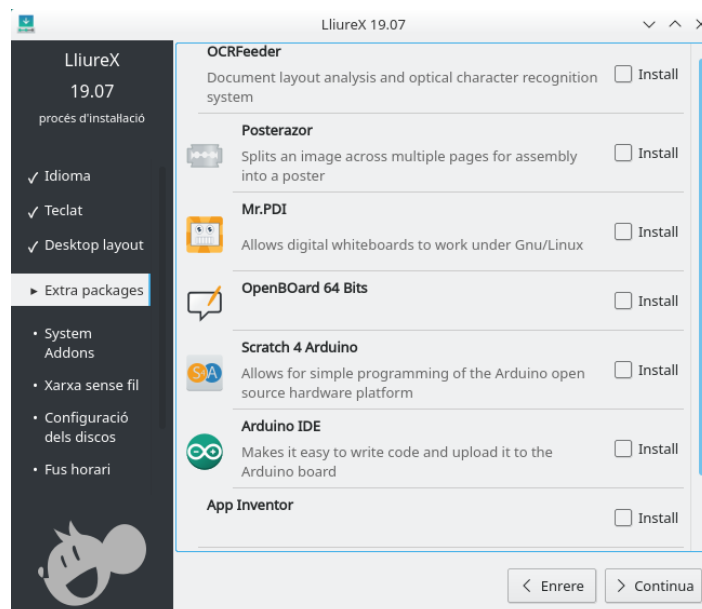 LliureX 19.07
LliureX
19.07
procés d'instal·lació
✓ Idioma
✓ Teclat
✓ Desktop layout
▸ Extra packages
• System
Addons
• Xarxa sense fil
• Configuració
dels discos
• Fus horari
OCRFeeder
Document layout analysis and optical character recognition
system
Install
Posterazor
Splits an image across multiple pages for assembly
into a poster
Install
Mr.PDI
Allows digital whiteboards to work under Gnu/Linux
Install
OpenBOard 64 Bits
Install
Scratch 4 Arduino
Allows for simple programming of the Arduino open
source hardware platform
Install
S4A
Arduino IDE
Makes it easy to write code and upload it to the
Arduino board
Install
App Inventor
Install
< Enrere
> Continua